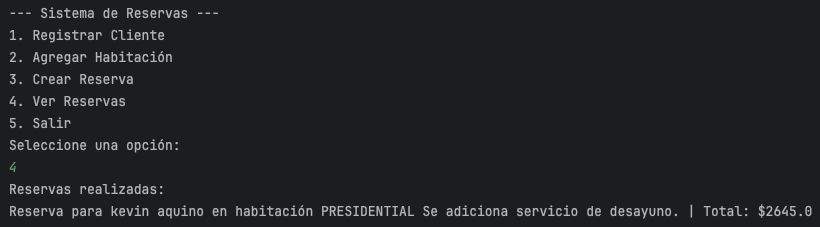 --- Sistema de Reservas ---
1. Registrar Cliente
2. Agregar Habitación
3. Crear Reserva
4. Ver Reservas
5. Salir
Seleccione una opción:
4
Reservas realizadas:
Reserva para kevin aquino en habitación PRESIDENTIAL Se adiciona servicio de desayuno. | Total: $2645.0